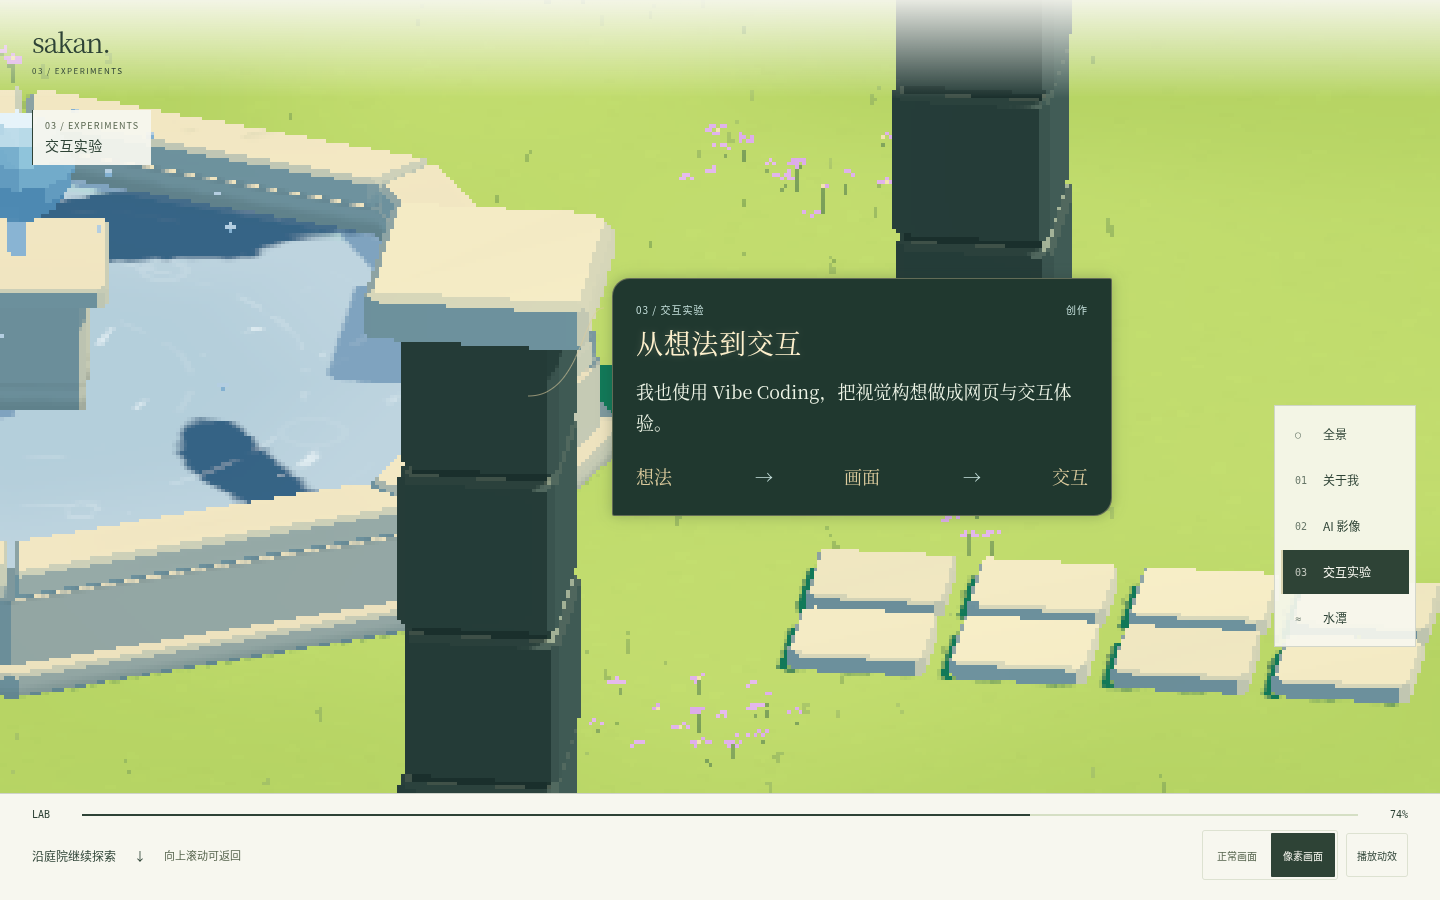 sakan.
03 / EXPERIMENTS
03 / EXPERIMENTS
交互实验
03 / 交互实验
创作
从想法到交互
我也使用 Vibe Coding，把视觉构想做成网页与交互体
验。
想法 → 画面 → 交互
○ 全景
01 关于我
02 AI 影像
03 交互实验
≈ 水潭
LAB
74%
沿庭院继续探索 ↓ 向上滚动可返回
正常画面
像素画面
播放动效